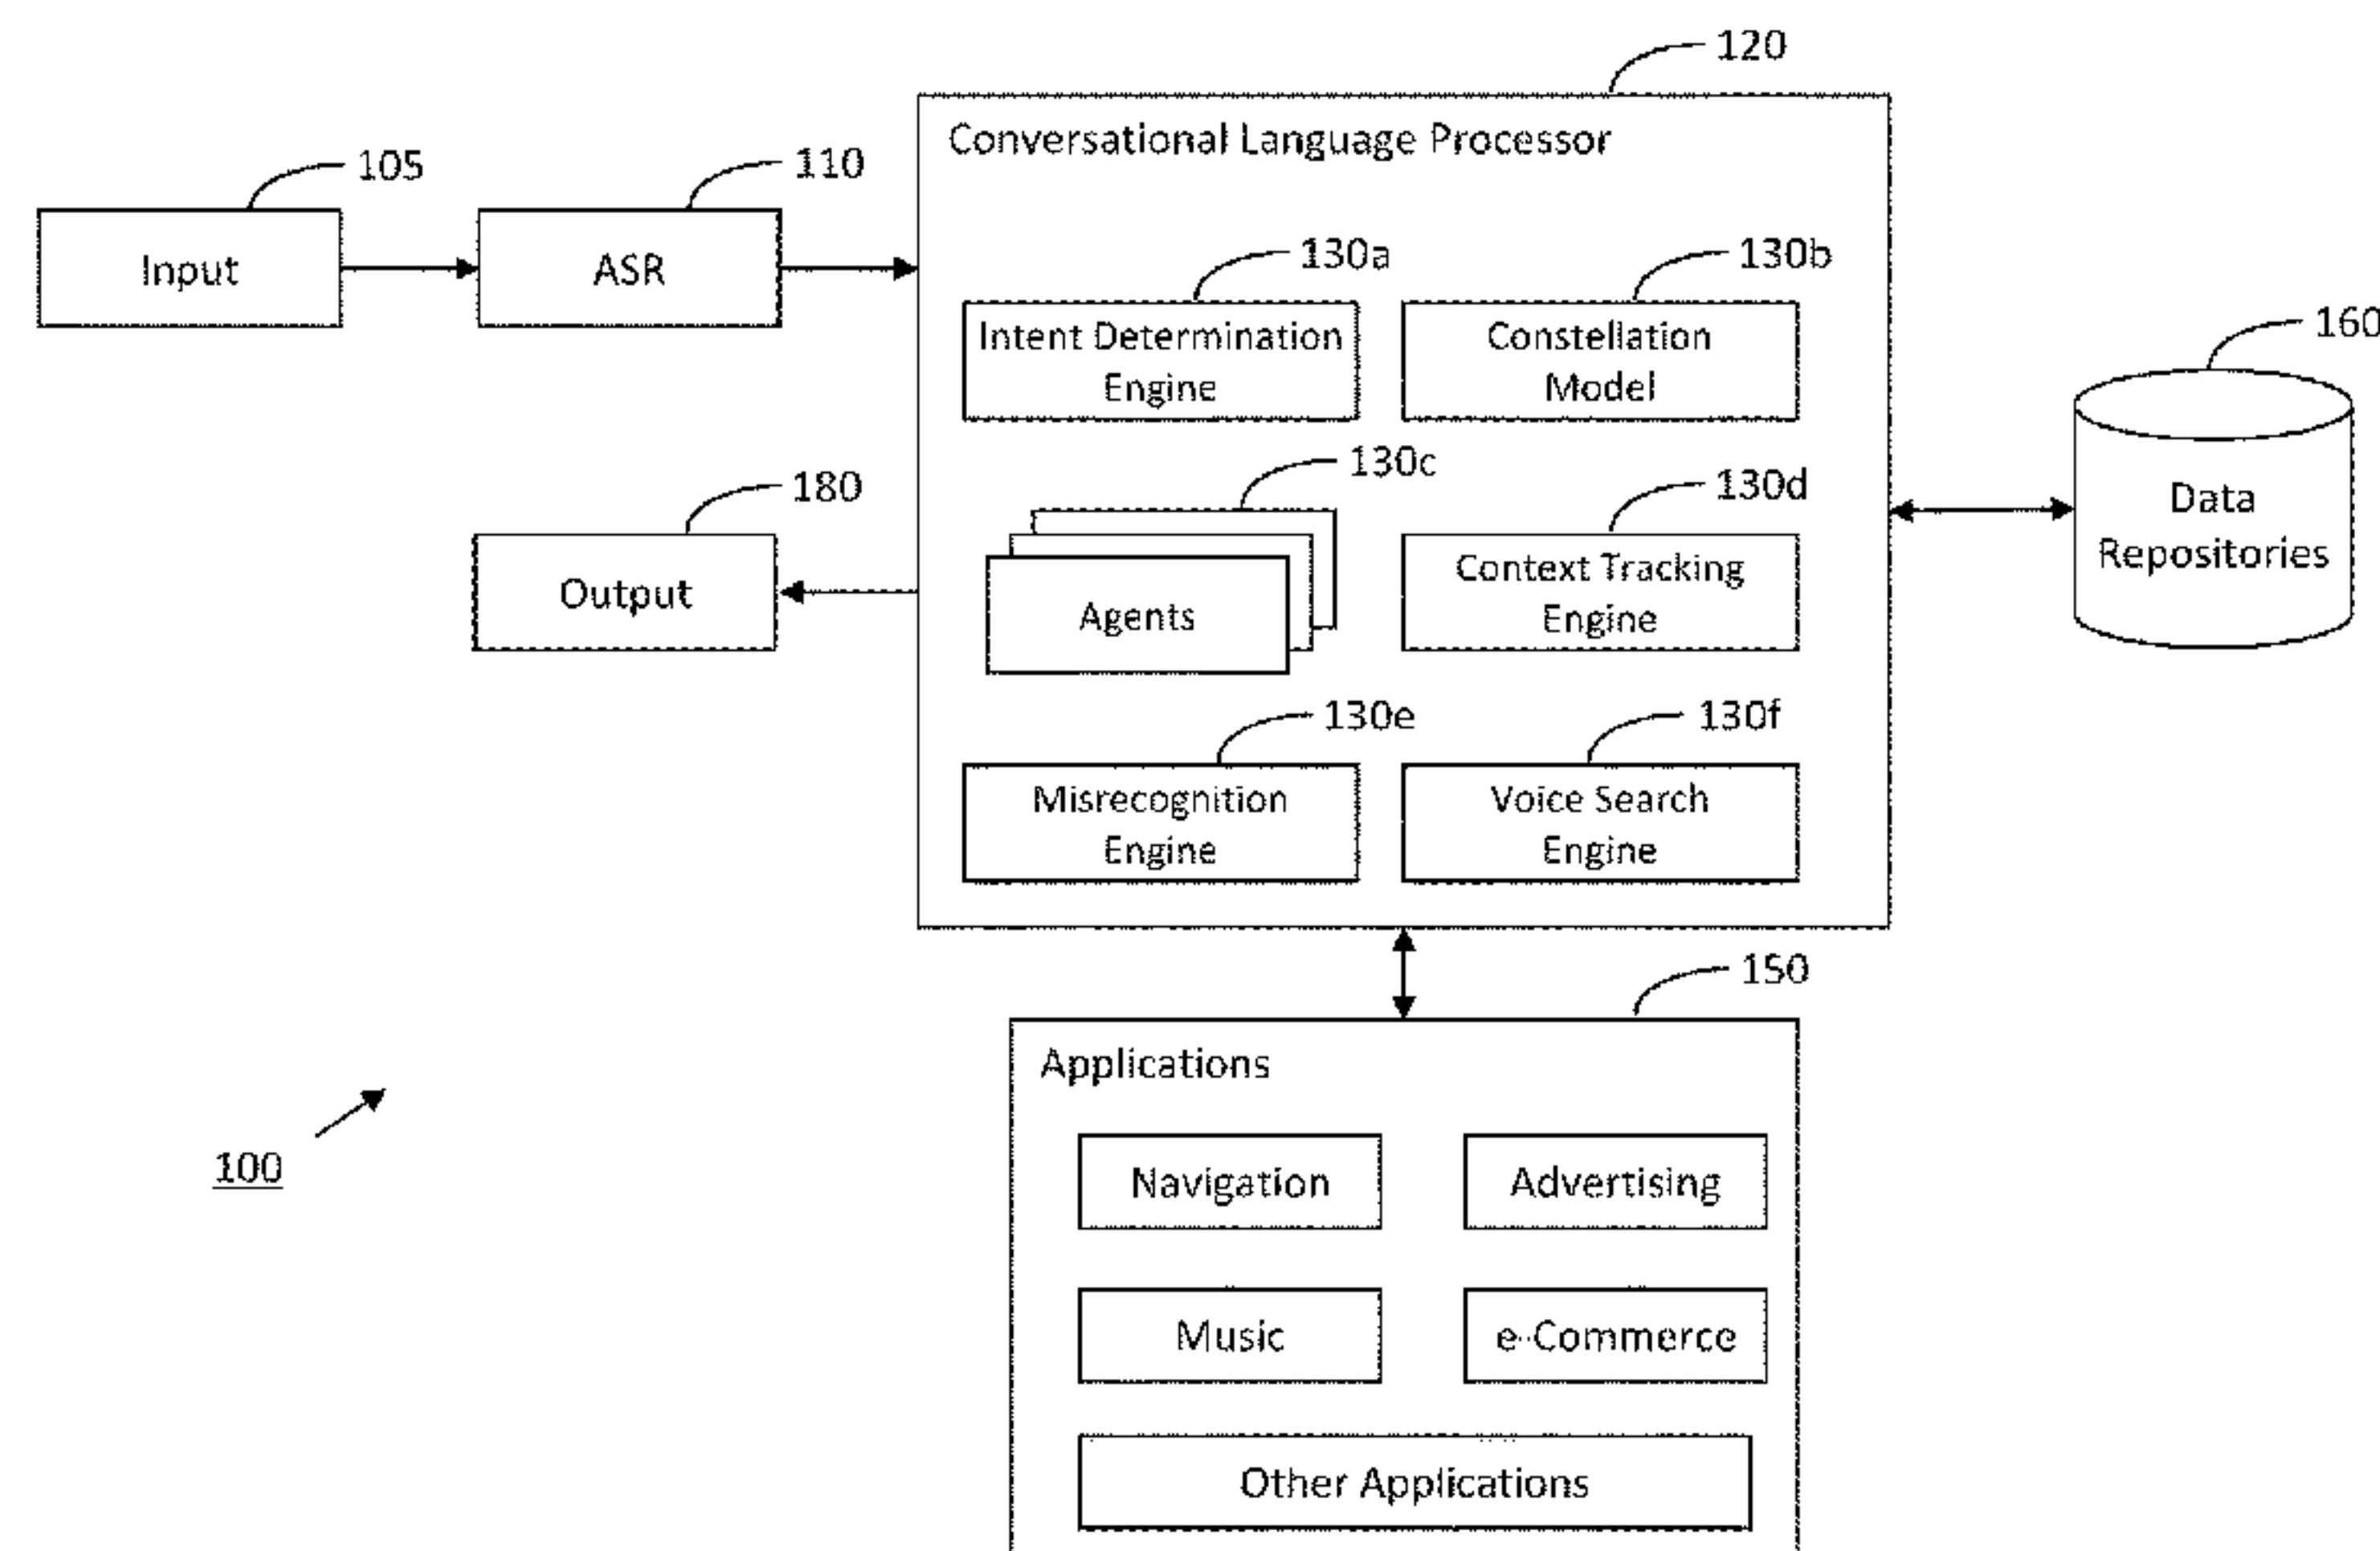 120
Conversational Language Processor
105
110
Input
ASR
130a
130b
Intent Determination
Engine
Constellation
Model
160
130c
130d
180
Output
Agents
Context Tracking
Engine
Data
Repositories
130e
130f
Misrecognition
Engine
Voice Search
Engine
150
Applications
100
Navigation
Advertising
Music
e-Commerce
Other Applications